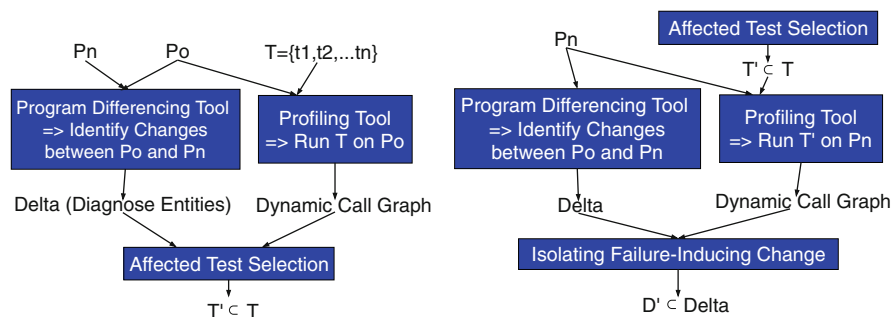 Pn
Po
T={t1,t2,...tn}
Program Differencing Tool
=> Identify Changes
between Po and Pn
Profiling Tool
=> Run T on Po
Delta (Diagnose Entities)
Dynamic Call Graph
Affected Test Selection
T' ⊂ T
Affected Test Selection
Pn
T' ⊂ T
Program Differencing Tool
=> Identify Changes
between Po and Pn
Profiling Tool
=> Run T' on Pn
Delta
Dynamic Call Graph
Isolating Failure-Inducing Change
D' ⊂ Delta